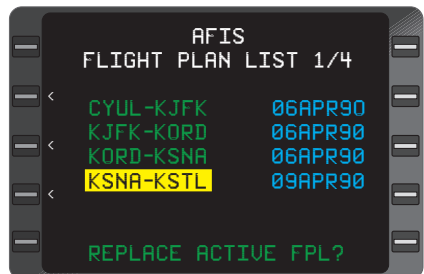 AFIS
FLIGHT PLAN LIST 1/4
<
CYUL-KJFK 06APR90
KJFK-KORD 06APR90
< KORD-KSNA 06APR90
KSNA-KSTL 09APR90
<
REPLACE ACTIVE FPL?